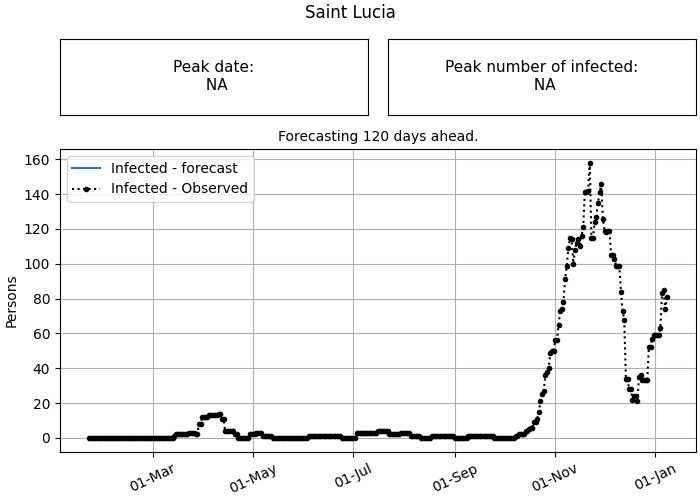 Saint Lucia
Peak date:
NA
Peak number of infected:
NA
Forecasting 120 days ahead.
Infected - forecast
Infected - Observed
160
140
120
100
80
60
40
20
0
Persons
01-Mar
01-May
01-Jul
01-Sep
01-Nov
01-Jan